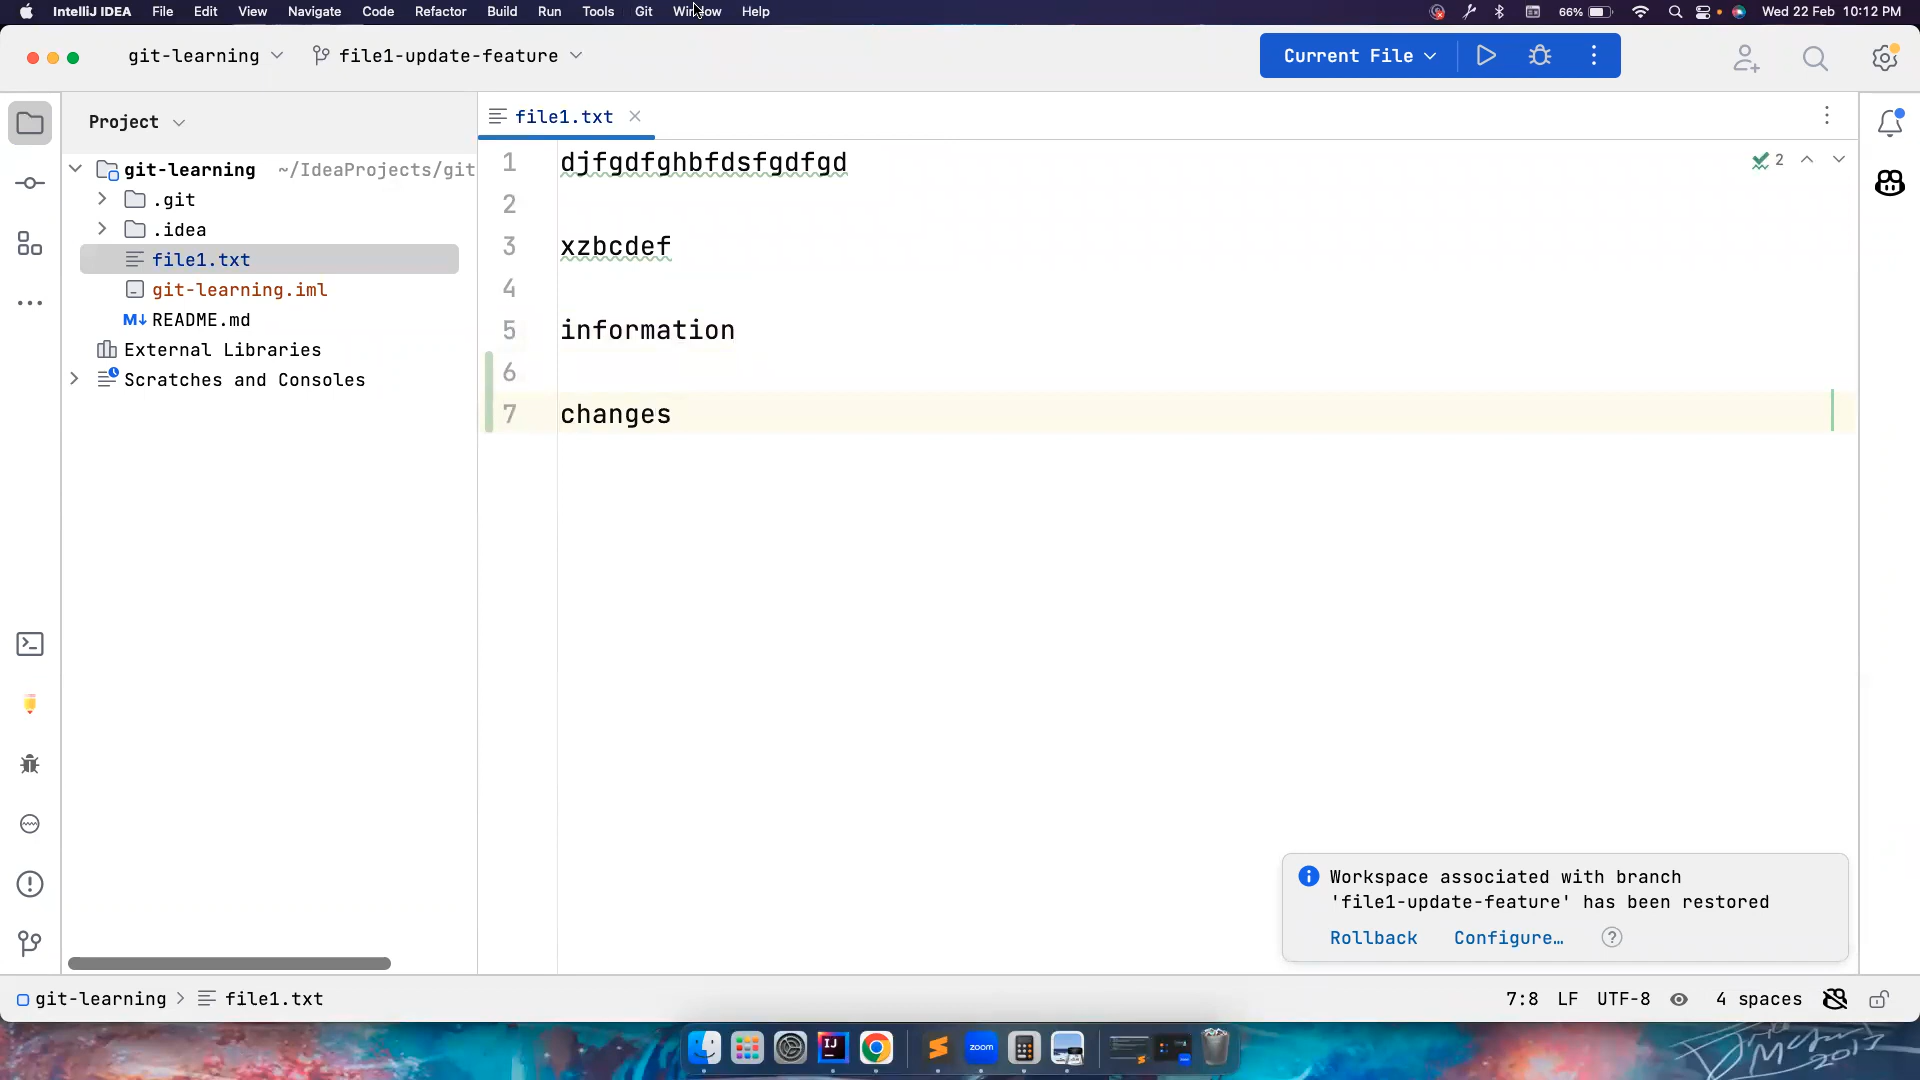 IntelliJ IDEA File Edit View Navigate Code Refactor Build Run Tools Git Window Help 66% Wed 22 Feb 10:12 PM
git-learning file1-update-feature Current File
Project
file1.txt
git-learning ~/IdeaProjects/git
.git
.idea
file1.txt
git-learning.iml
M↓ README.md
External Libraries
Scratches and Consoles
1 djfgdfghbfdsfgdfgd 2
2
3 xzbcdef
4
5 information
6
7 changes
Workspace associated with branch
'file1-update-feature' has been restored
Rollback Configure… ?
git-learning > file1.txt 7:8 LF UTF-8 4 spaces
IJ zoom
2017